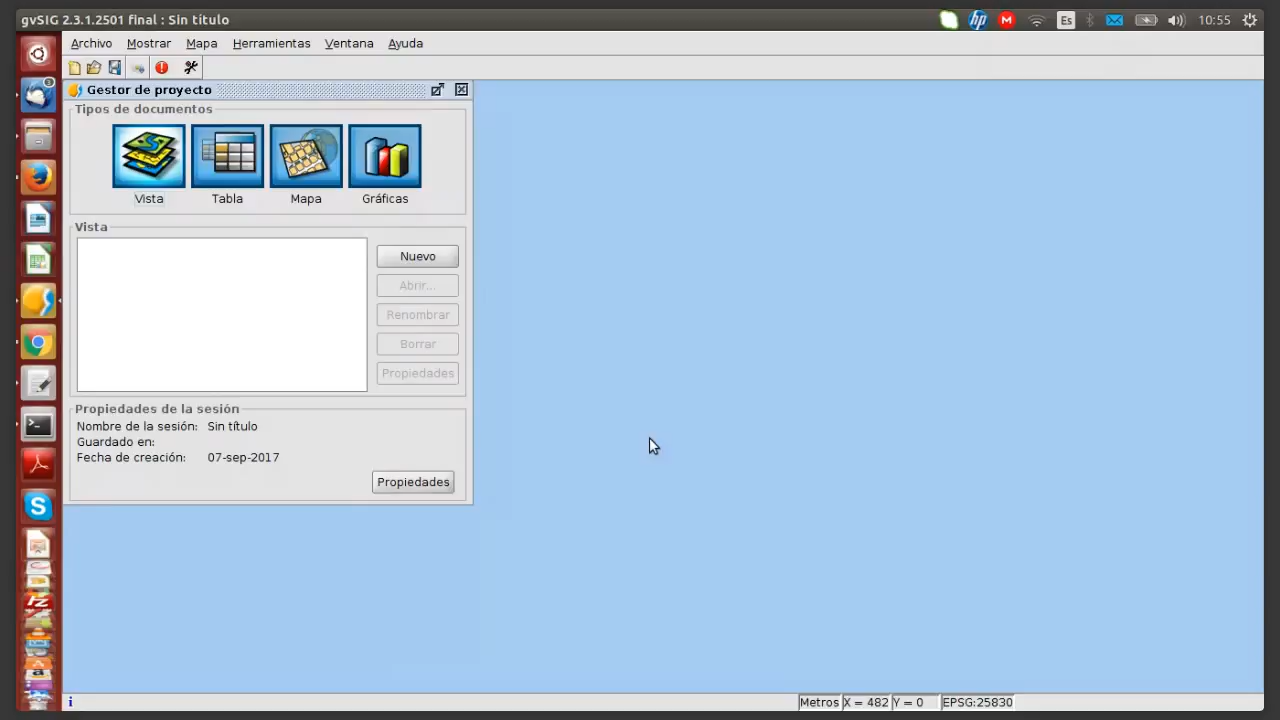 gvSIG 2.3.1.2501 final : Sin título
Es
10:55
Archivo Mostrar Mapa Herramientas Ventana Ayuda
Gestor de proyecto
Tipos de documentos
Vista Tabla Mapa Gráficas
Vista
Nuevo
Abrir...
Renombrar
Borrar
Propiedades
Propiedades de la sesión
Nombre de la sesión: Sin título
Guardado en:
Fecha de creación: 07-sep-2017
Propiedades
Metros X = 482 Y = 0 EPSG:25830